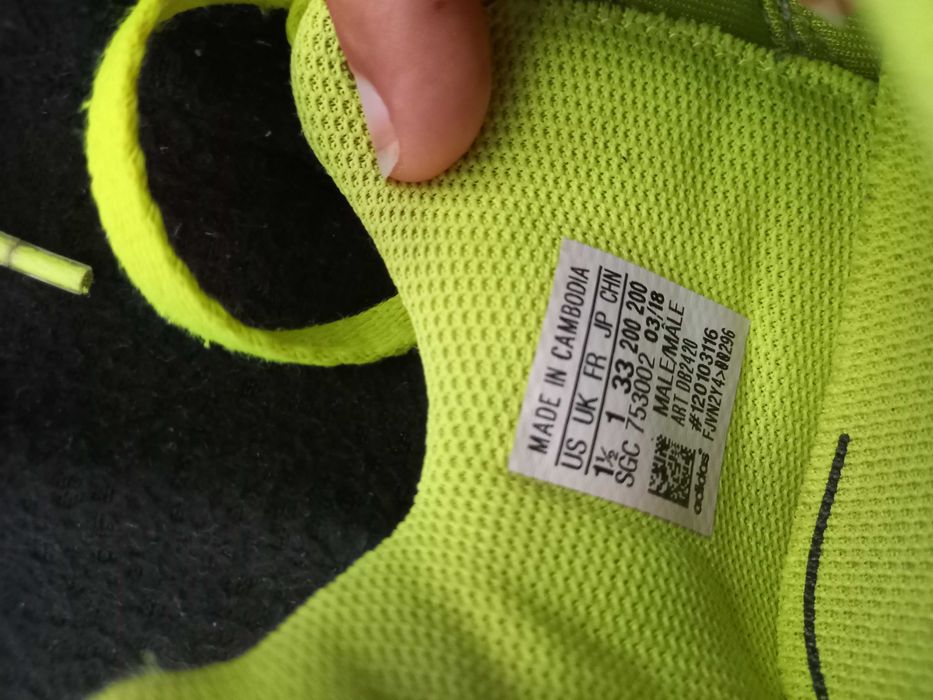 MADE IN CAMBODIA
US UK FR JP CHN
1½ 1 33 200 200
SGC 753002 03/18
MALE/MÂLE
ART DB2420
#120103116
adidas FJVN2Y4>00296